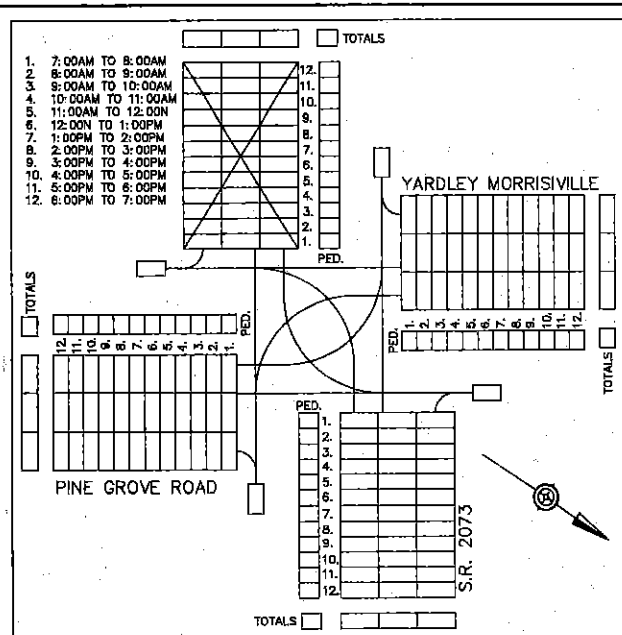 TOTALS
1. 7:00AM TO 8:00AM
2 8:00AM TO 9:00AM
3. 9:00AM TO 10:00AM
4. 10:00AM TO 11:00AM
5. 11:00AM TO 12:00N
6. 12:00N TO 1:00PM
7. 1:00PM TO 2:00PM
8. 2:00PM TO 3:00PM
9. 3:00PM TO 4:00PM
10. 4:00PM TO 5:00PM
11. 5:00PM TO 6:00PM
12. 6:00PM TO 7:00PM
12.
11.
10.
9.
8.
7.
6.
5.
4.
3.
2.
1.
PED.
YARDLEY MORRISIVILLE
PED.
1. 2. 3. 4. 5. 6. 7. 8. 9. 10. 11. 12.
TOTALS
TOTALS
12. 11. 10. 9. 8. 7. 6. 5. 4. 3. 2. 1.
PED.
PINE GROVE ROAD
PED.
1.
2.
3.
4.
5.
6.
7.
8.
9.
10.
11.
12.
S.R. 2073
TOTALS